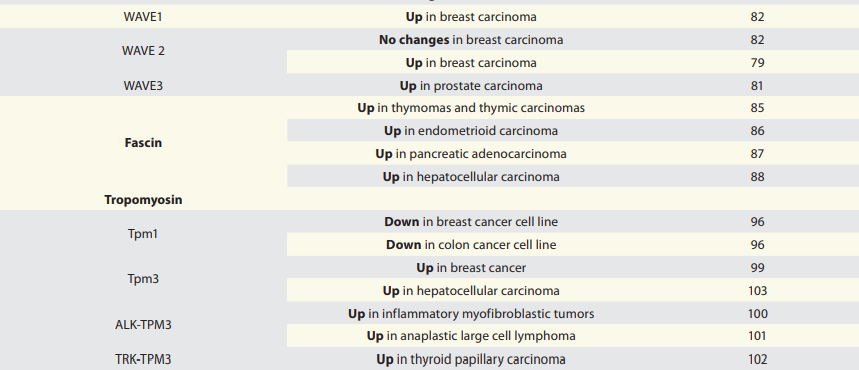 WAVE1 Up in breast carcinoma 82
WAVE 2 No changes in breast carcinoma 82
Up in breast carcinoma 79
WAVE3 Up in prostate carcinoma 81
Fascin Up in thymomas and thymic carcinomas 85
Up in endometrioid carcinoma 86
Up in pancreatic adenocarcinoma 87
Up in hepatocellular carcinoma 88
Tropomyosin
Tpm1 Down in breast cancer cell line 96
Down in colon cancer cell line 96
Tpm3 Up in breast cancer 99
Up in hepatocellular carcinoma 103
ALK-TPM3 Up in inflammatory myofibroblastic tumors 100
Up in anaplastic large cell lymphoma 101
TRK-TPM3 Up in thyroid papillary carcinoma 102